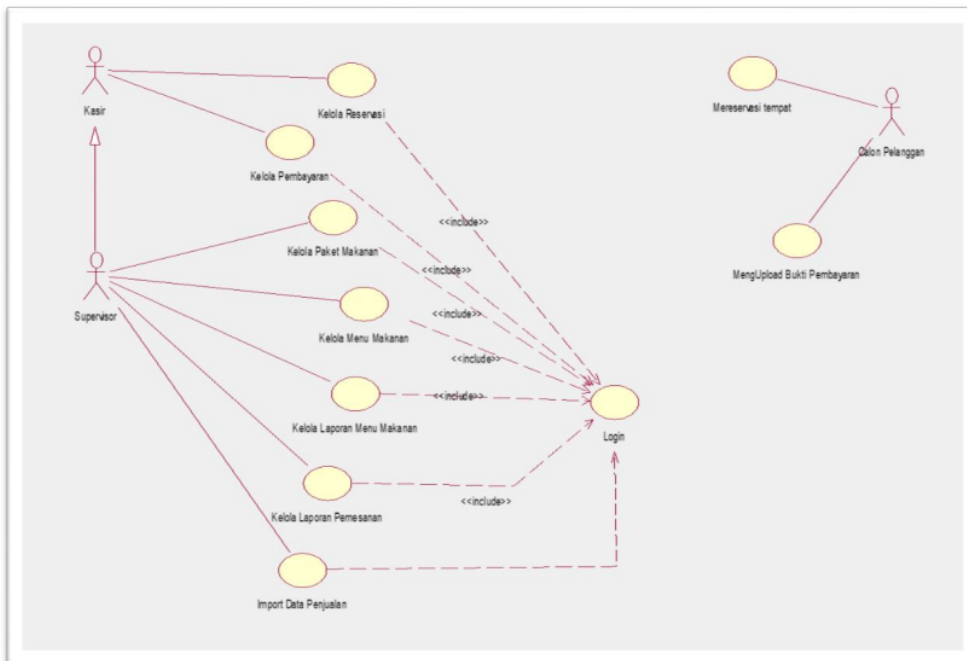 Kasir
Kelola Reservasi
Mereservasi tempat
Calon Pelanggan
Kelola Pembayaran
<<include>>
Kelola Paket Makanan
<<include>>
MengUpload Bukti Pembayaran
Supervisor
<<include>>
Kelola Menu Makanan
<<include>>
<<include>>
Kelola Laporan Menu Makanan
Login
<<include>>
Kelola Laporan Pemesanan
Import Data Penjualan